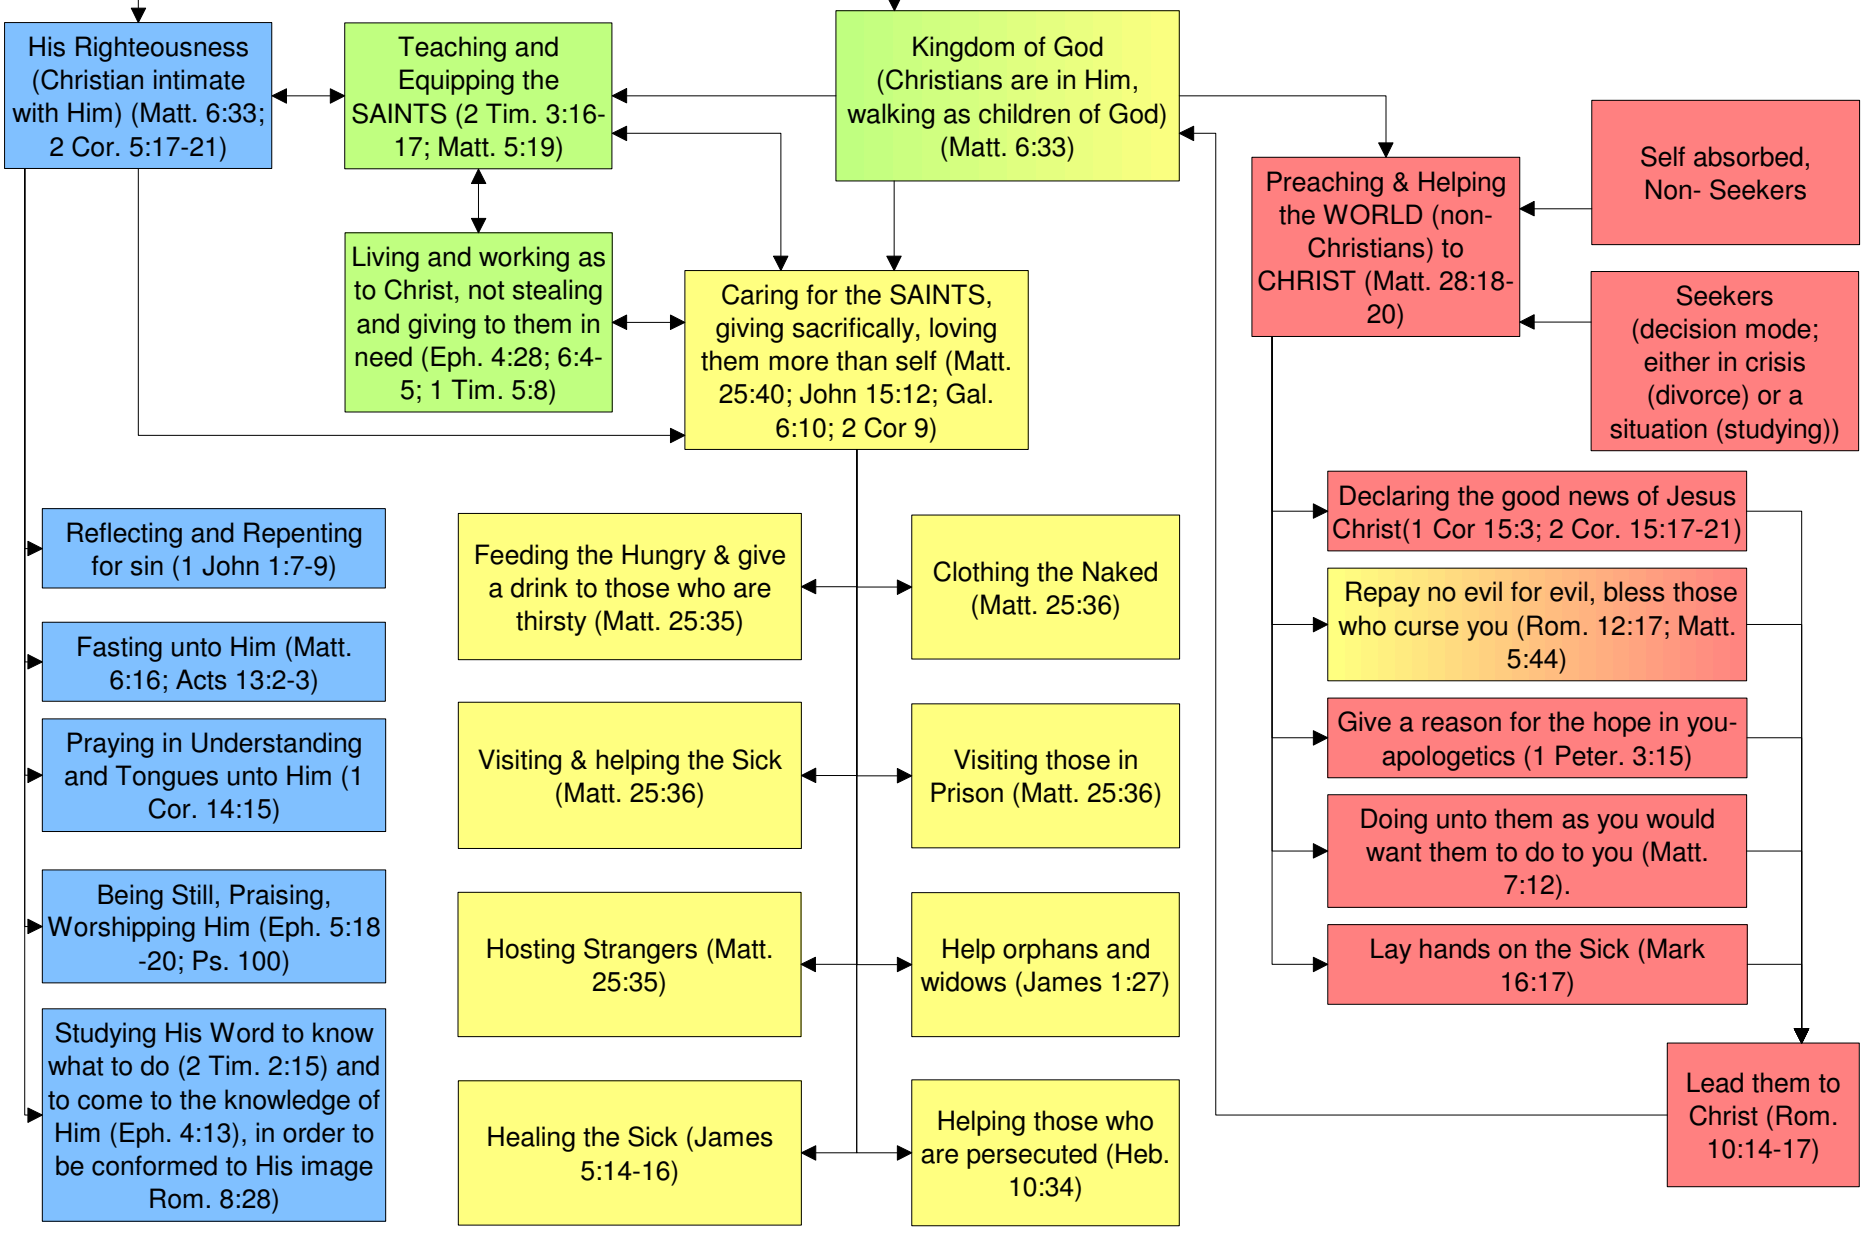 His Righteousness
(Christian intimate
with Him) (Matt. 6:33;
2 Cor. 5:17-21)
Teaching and
Equipping the
SAINTS (2 Tim. 3:16-
17; Matt. 5:19)
Kingdom of God
(Christians are in Him,
walking as children of God)
(Matt. 6:33)
Preaching & Helping
the WORLD (non-
Christians) to
CHRIST (Matt. 28:18-
20)
Self absorbed,
Non- Seekers
Seekers
(decision mode;
either in crisis
(divorce) or a
situation (studying))
Living and working as
to Christ, not stealing
and giving to them in
need (Eph. 4:28; 6:4-
5; 1 Tim. 5:8)
Caring for the SAINTS,
giving sacrifically, loving
them more than self (Matt.
25:40; John 15:12; Gal.
6:10; 2 Cor 9)
Reflecting and Repenting
for sin (1 John 1:7-9)
Fasting unto Him (Matt.
6:16; Acts 13:2-3)
Praying in Understanding
and Tongues unto Him (1
Cor. 14:15)
Being Still, Praising,
Worshipping Him (Eph. 5:18
-20; Ps. 100)
Studying His Word to know
what to do (2 Tim. 2:15) and
to come to the knowledge of
Him (Eph. 4:13), in order to
be conformed to His image
Rom. 8:28)
Feeding the Hungry & give
a drink to those who are
thirsty (Matt. 25:35)
Clothing the Naked
(Matt. 25:36)
Visiting & helping the Sick
(Matt. 25:36)
Visiting those in
Prison (Matt. 25:36)
Hosting Strangers (Matt.
25:35)
Help orphans and
widows (James 1:27)
Healing the Sick (James
5:14-16)
Helping those who
are persecuted (Heb.
10:34)
Declaring the good news of Jesus
Christ(1 Cor 15:3; 2 Cor. 15:17-21)
Repay no evil for evil, bless those
who curse you (Rom. 12:17; Matt.
5:44)
Give a reason for the hope in you-
apologetics (1 Peter. 3:15)
Doing unto them as you would
want them to do to you (Matt.
7:12).
Lay hands on the Sick (Mark
16:17)
Lead them to
Christ (Rom.
10:14-17)